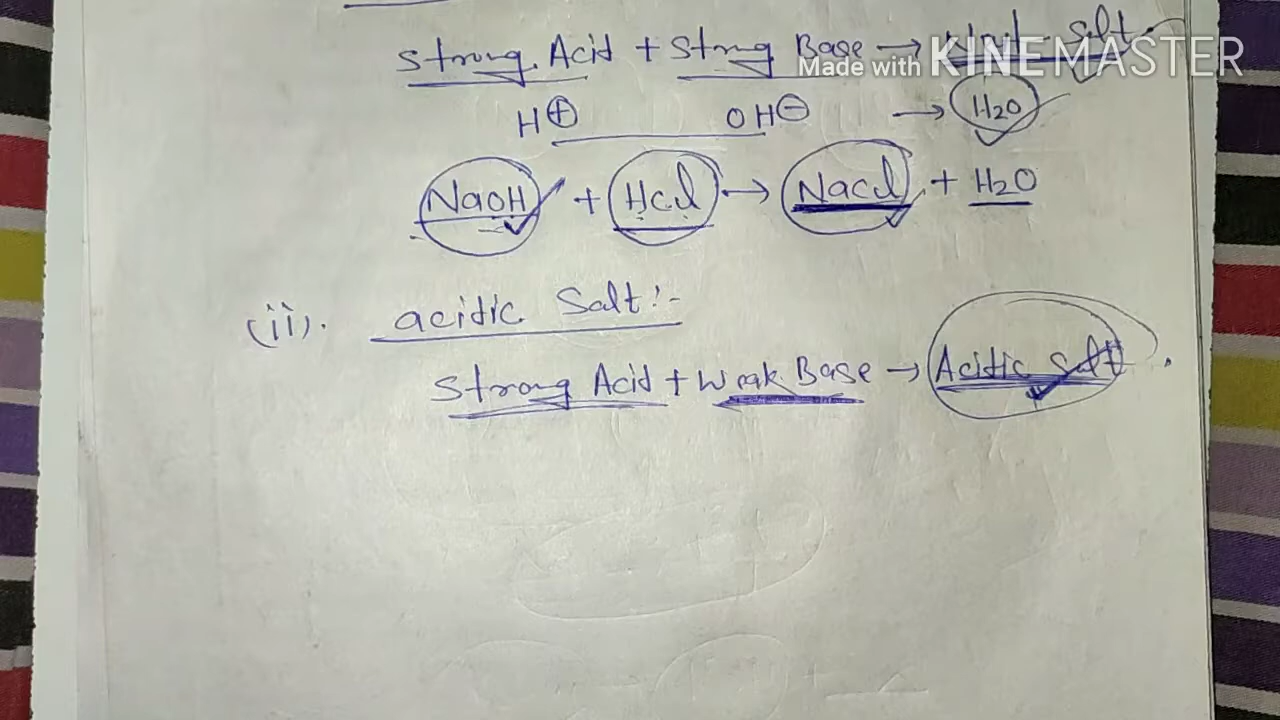 Strong Acid + Strong Base → Salt.
Made with KINEMASTER
H⊕ OH⊖ → H2O
NaOH + Hcl → Nacl + H2O
(ii). acidic Salt:-
Strong Acid + Weak Base → Acidic Salt.